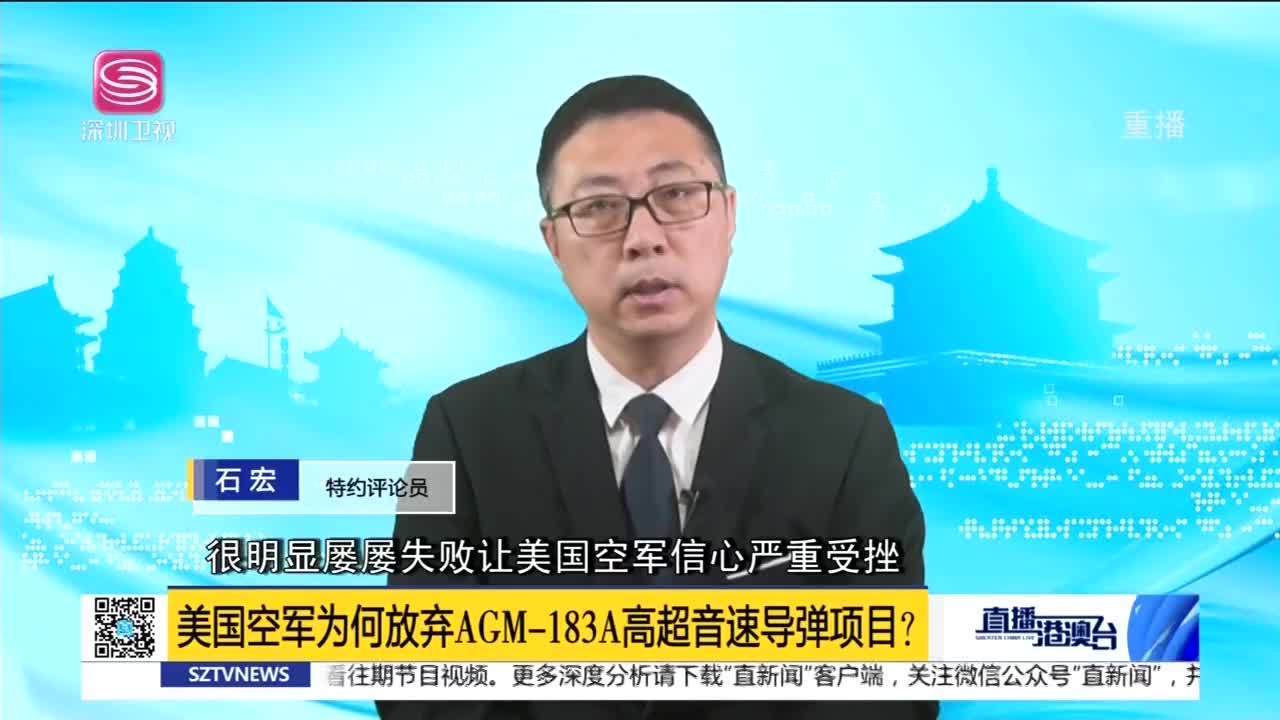 深圳卫视
重播
石宏
特约评论员
很明显屡屡失败让美国空军信心严重受挫
美国空军为何放弃AGM-183A高超音速导弹项目?
直播港澳台
GREATER CHINA LIVE
SZTVNEWS
看往期节目视频。更多深度分析请下载“直新闻”客户端，关注微信公众号“直新闻”，并